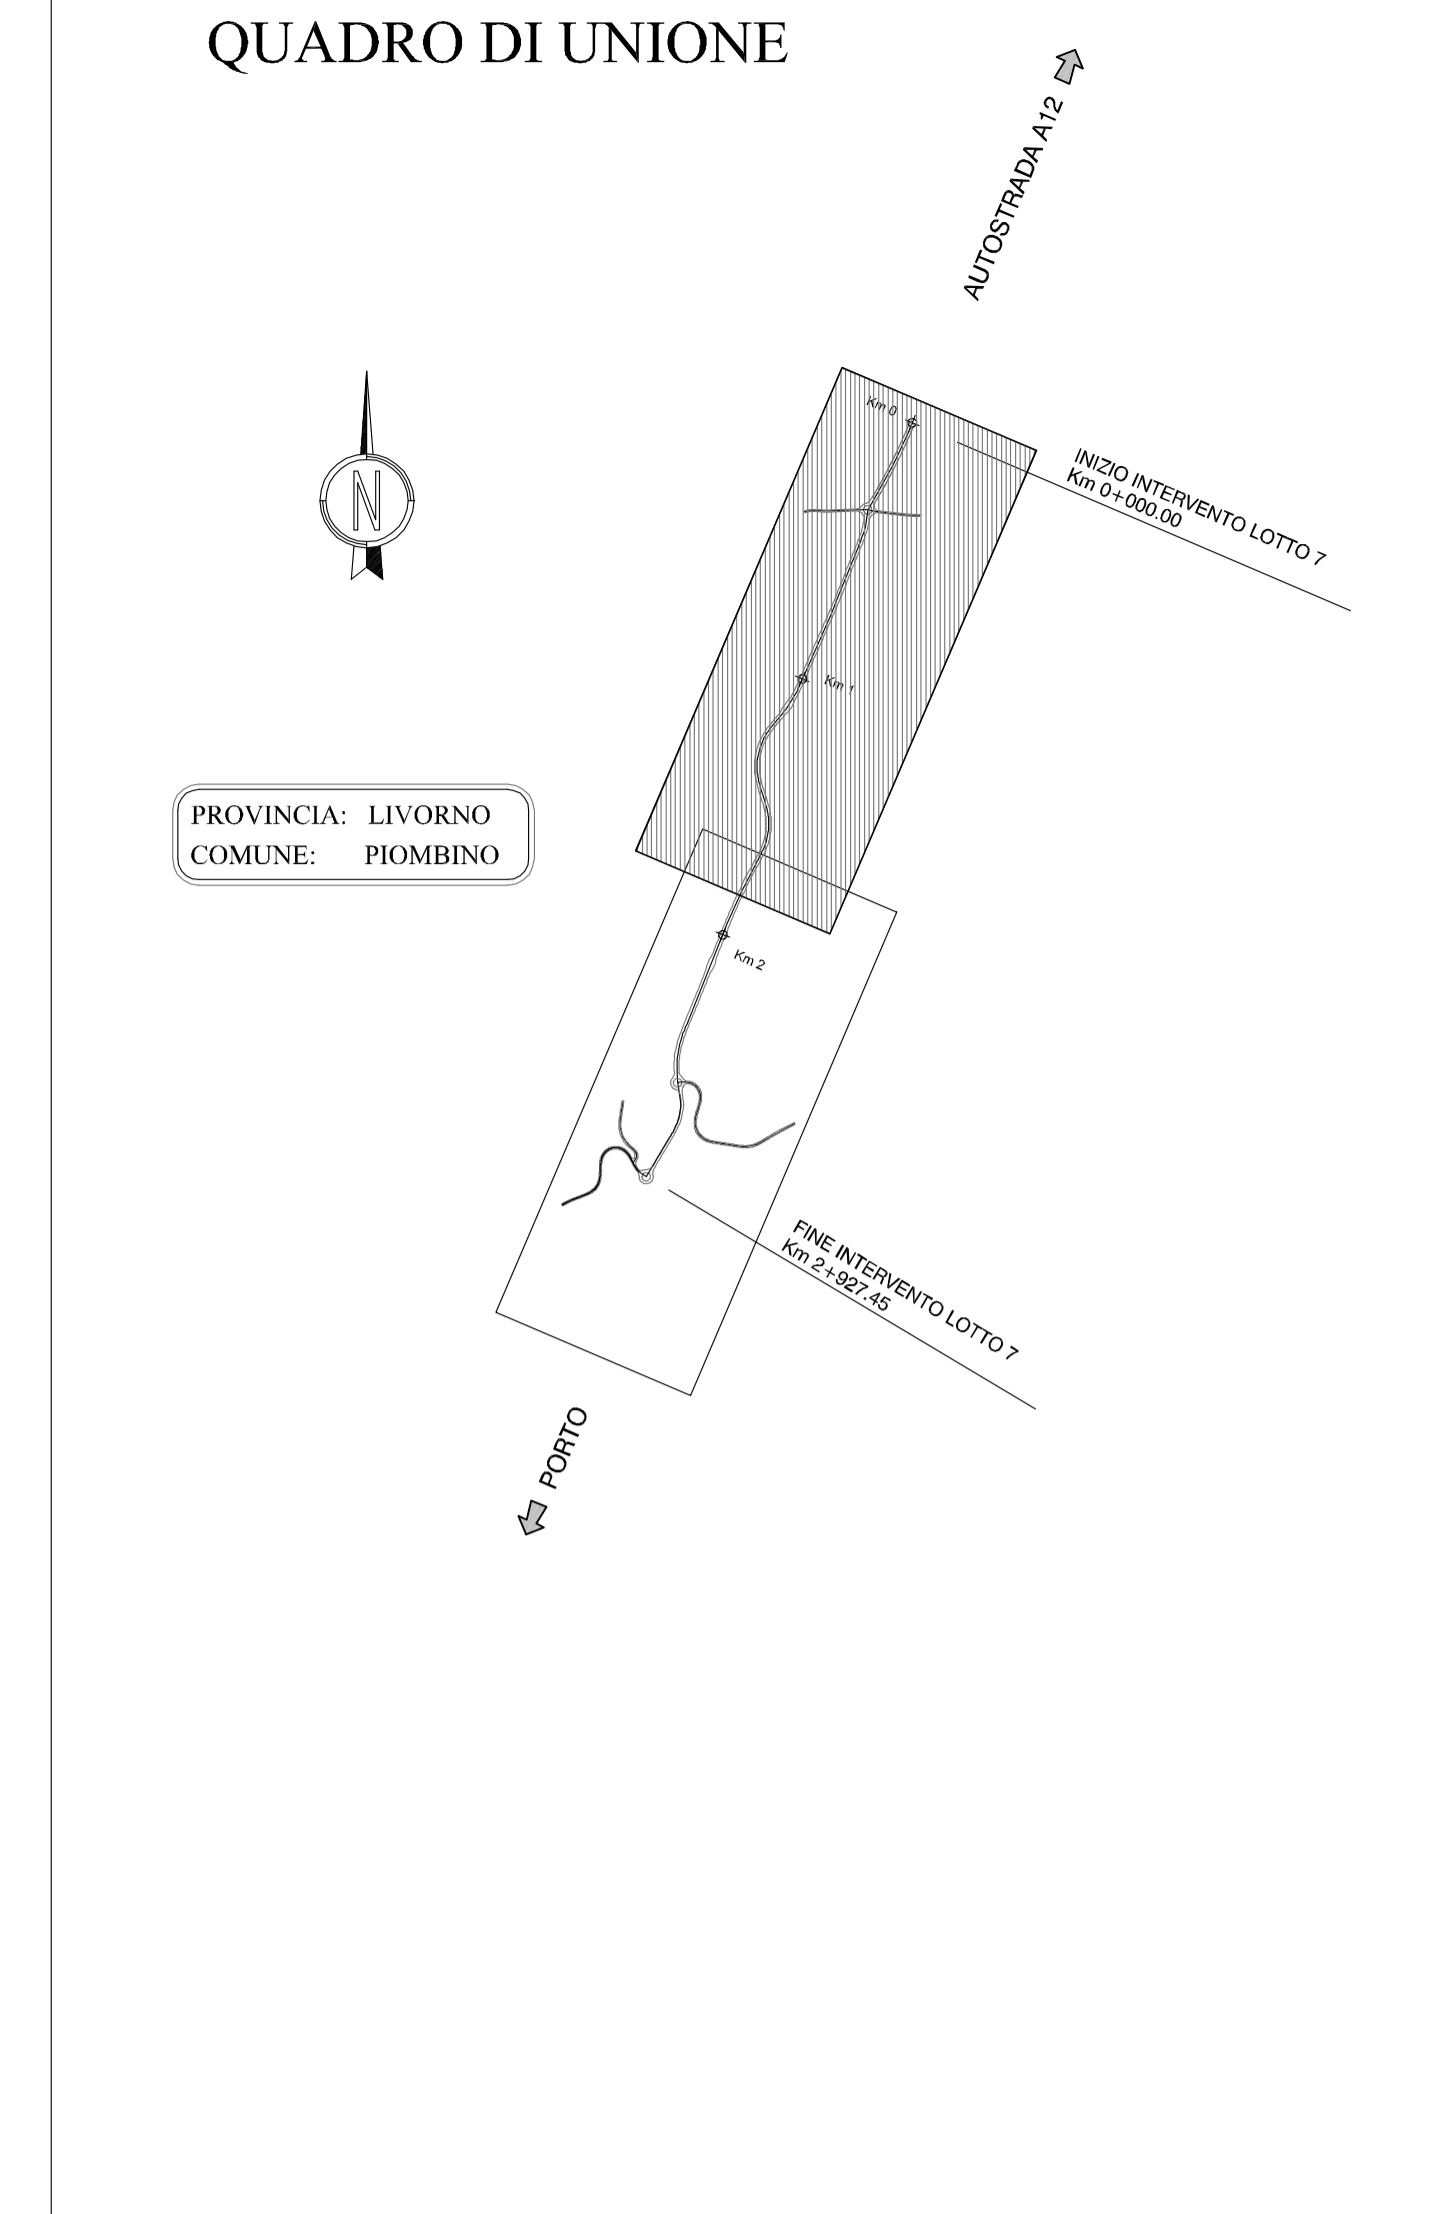 QUADRO DI UNIONE
AUTOSTRADA A12
Km 0
INIZIO INTERVENTO LOTTO 7
Km 0+000.00
N
Km 1
PROVINCIA: LIVORNO
COMUNE: PIOMBINO
Km 2
FINE INTERVENTO LOTTO 7
Km 2+927.45
PORTO